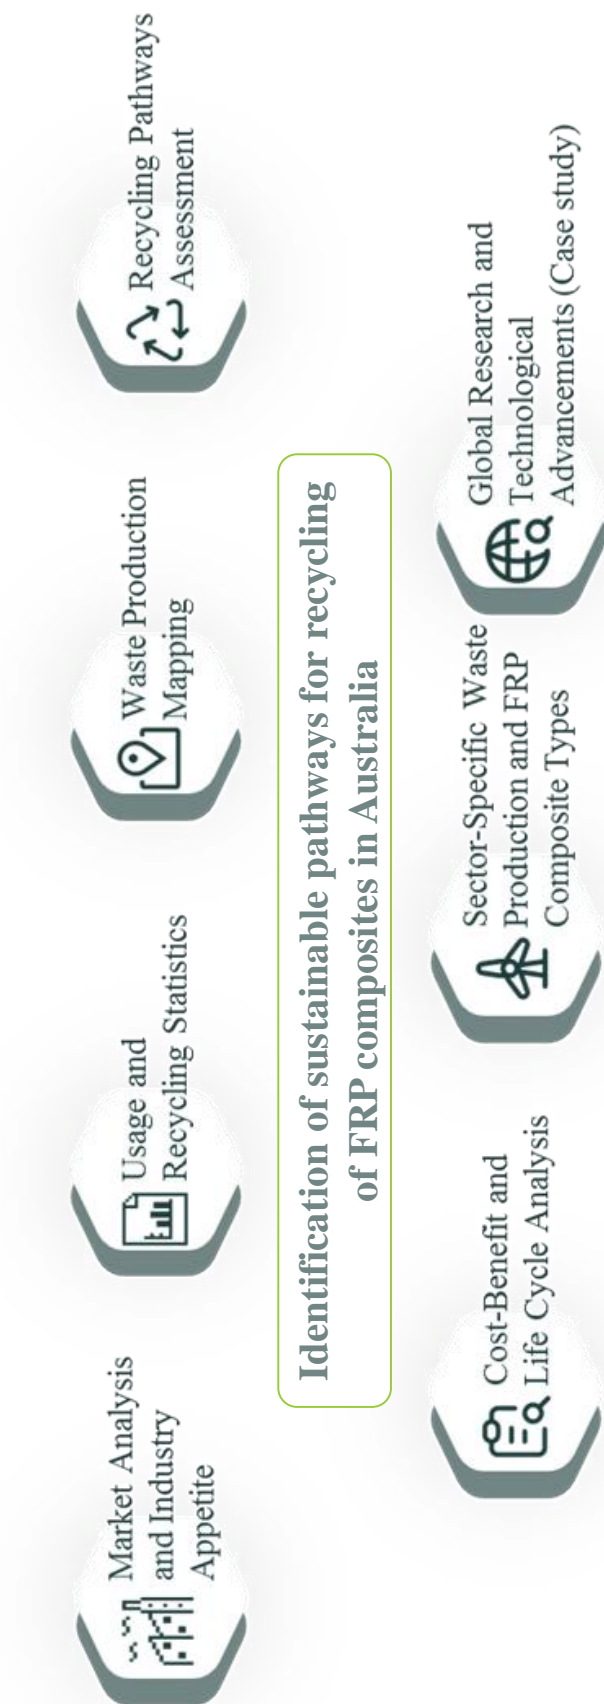 Market Analysis
and Industry
Appetite
Usage and
Recycling Statistics
Waste Production
Mapping
Recycling Pathways
Assessment
Identification of sustainable pathways for recycling
of FRP composites in Australia
Cost-Benefit and
Life Cycle Analysis
Sector-Specific Waste
Production and FRP
Composite Types
Global Research and
Technological
Advancements (Case study)